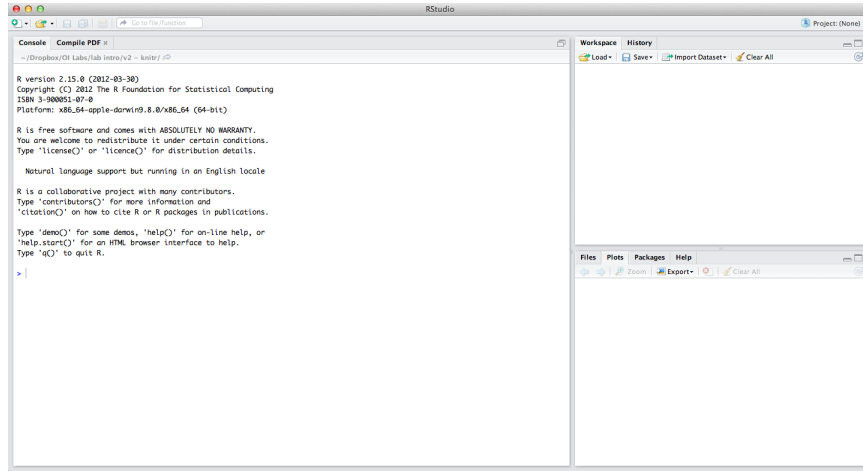 RStudio
Go to file/function
Project: (None)
Console Compile PDF
~/Dropbox/OI Labs/lab intro/v2 - knitr/
R version 2.15.0 (2012-03-30)
Copyright (C) 2012 The R Foundation for Statistical Computing
ISBN 3-900051-07-0
Platform: x86_64-apple-darwin9.8.0/x86_64 (64-bit)
R is free software and comes with ABSOLUTELY NO WARRANTY.
You are welcome to redistribute it under certain conditions.
Type 'license()' or 'licence()' for distribution details.
Natural language support but running in an English locale
R is a collaborative project with many contributors.
Type 'contributors()' for more information and
'citation()' on how to cite R or R packages in publications.
Type 'demo()' for some demos, 'help()' for on-line help, or
'help.start()' for an HTML browser interface to help.
Type 'q()' to quit R.
>
Workspace History
Load Save Import Dataset Clear All
Files Plots Packages Help
Zoom Export Clear All